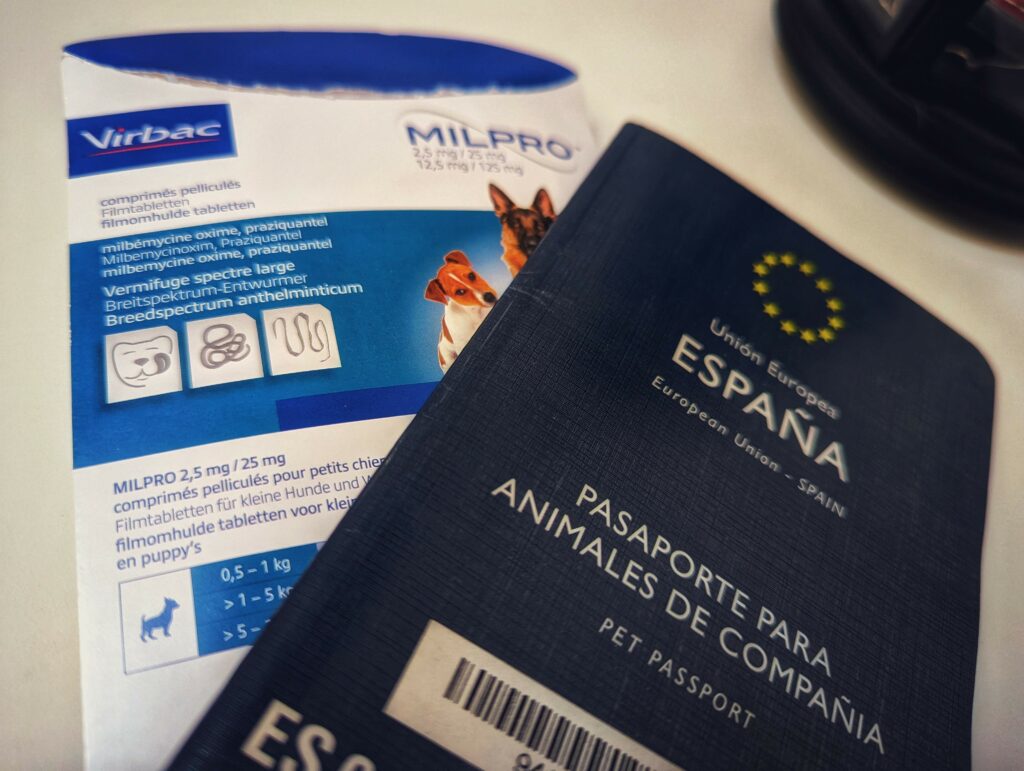 Virbac
MILPRO
2,5 mg / 25 mg
12,5 mg / 125 mg
comprimés pelliculés
Filmtabletten
filmomhulde tabletten
milbémycine oxime, praziquantel
Milbemycinoxim, Praziquantel
milbemycine oxime, praziquantel
Vermifuge spectre large
Breitspektrum-Entwurmer
Breedspectrum anthelminticum
MILPRO 2,5 mg / 25 mg
comprimés pelliculés pour petits
Filmtabletten für kleine Hunde und
filmomhulde tabletten voor
en puppy's
0,5 – 1 kg
> 1 – 5
> 5 –
Unión Europea
ESPAÑA
European Union - SPAIN
PASAPORTE PARA
ANIMALES DE COMPAÑIA
PET PASSPORT